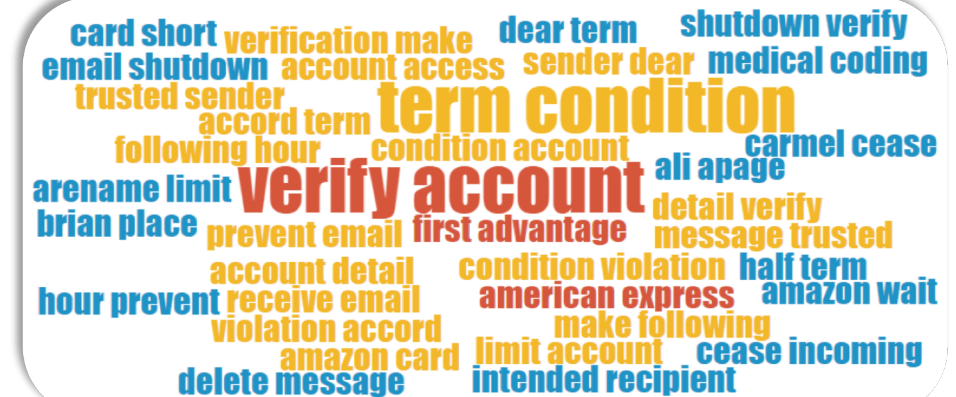 card short verification make dear term shutdown verify
email shutdown account access sender dear medical coding
trusted sender term condition
accord term
following hour condition account carmel cease
arename limit verify account ali apage
brian place prevent email first advantage detail verify
message trusted
account detail condition violation half term
hour prevent receive email american express amazon wait
violation accord make following
amazon card limit account cease incoming
delete message intended recipient